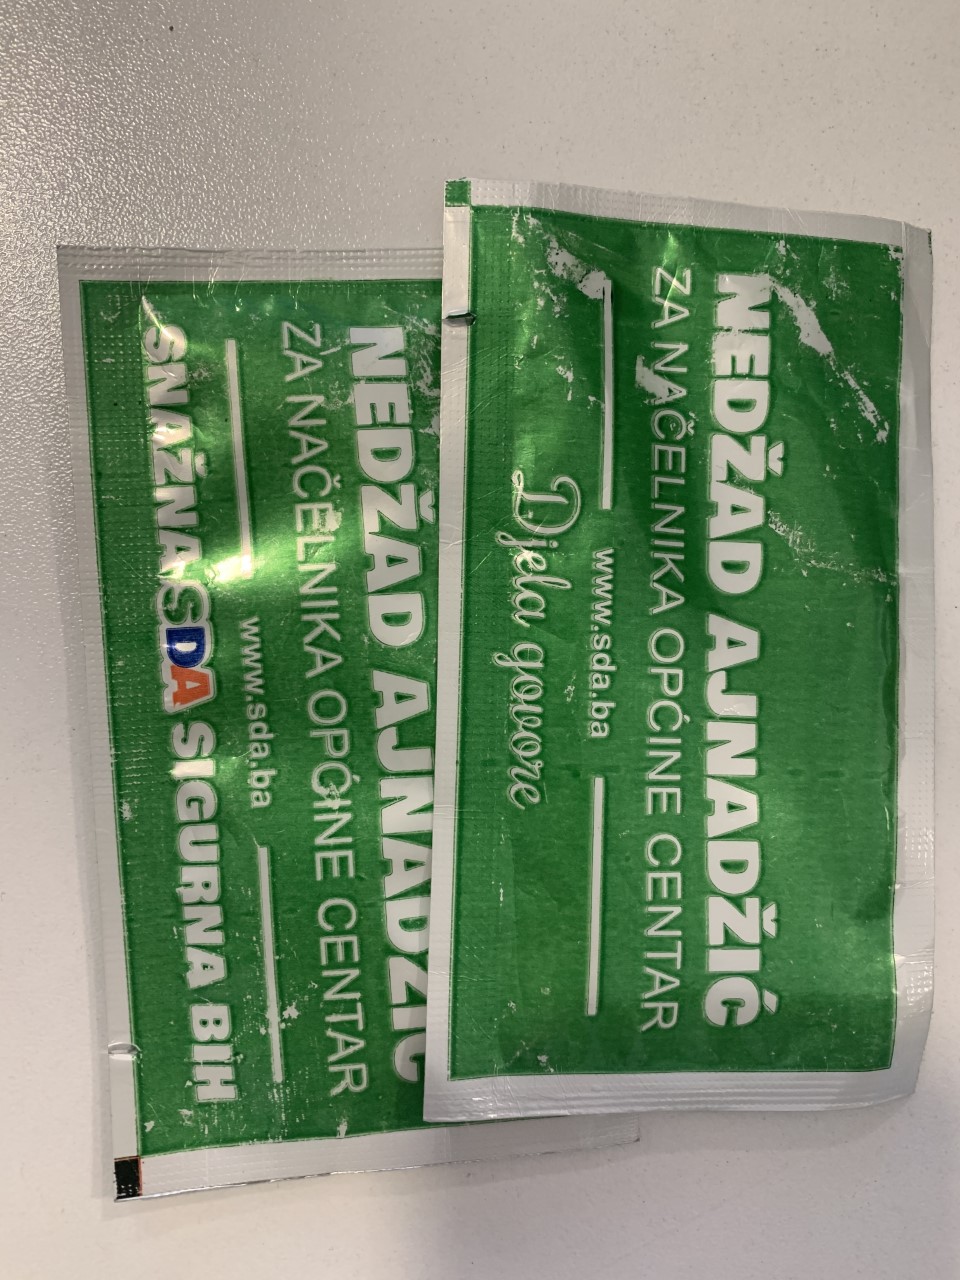 NEDŽAD AJNADŽIĆ
ZA NAČELNIKA OPĆINE CENTAR
www.sda.ba
SNAŽNA SDA SIGURNA BIH
NEDŽAD AJNADŽIĆ
ZA NAČELNIKA OPĆINE CENTAR
www.sda.ba
Djela govore